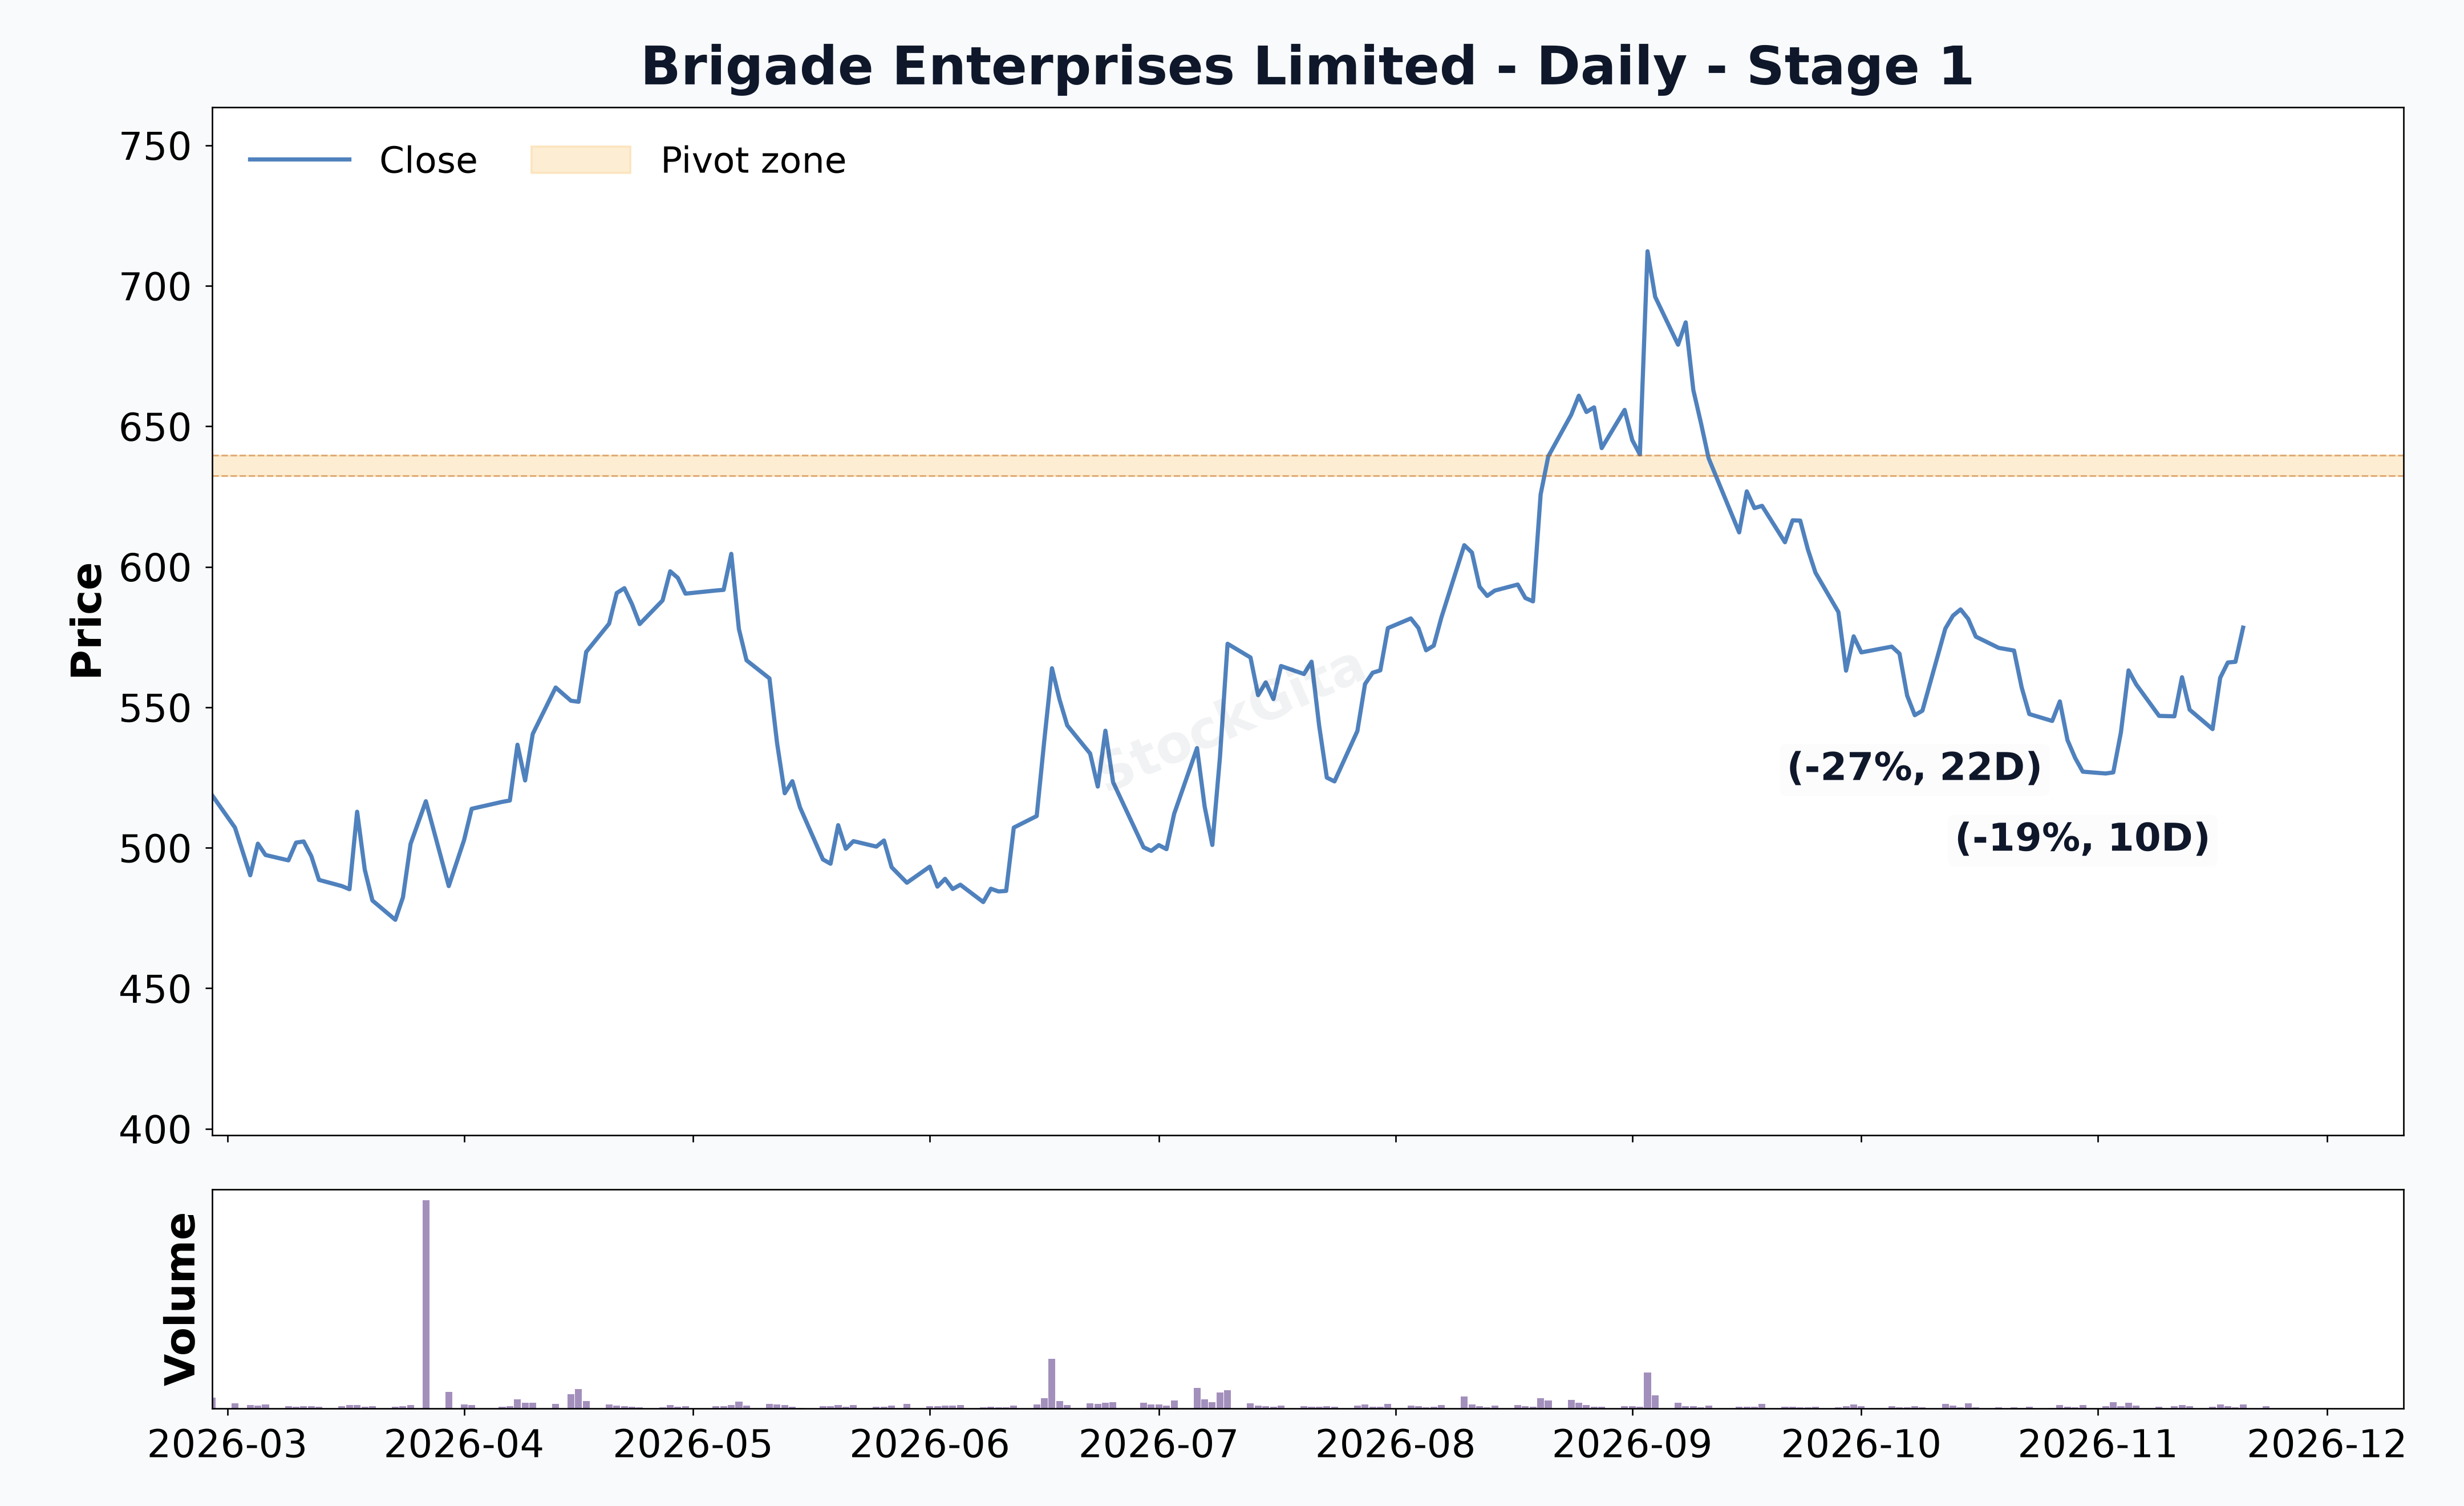 Brigade Enterprises Limited - Daily - Stage 1
Close
Pivot zone
Price
750
700
650
600
550
500
450
400
StockGita
(-27%, 22D)
(-19%, 10D)
Volume
2026-03 2026-04 2026-05 2026-06 2026-07 2026-08 2026-09 2026-10 2026-11 2026-12